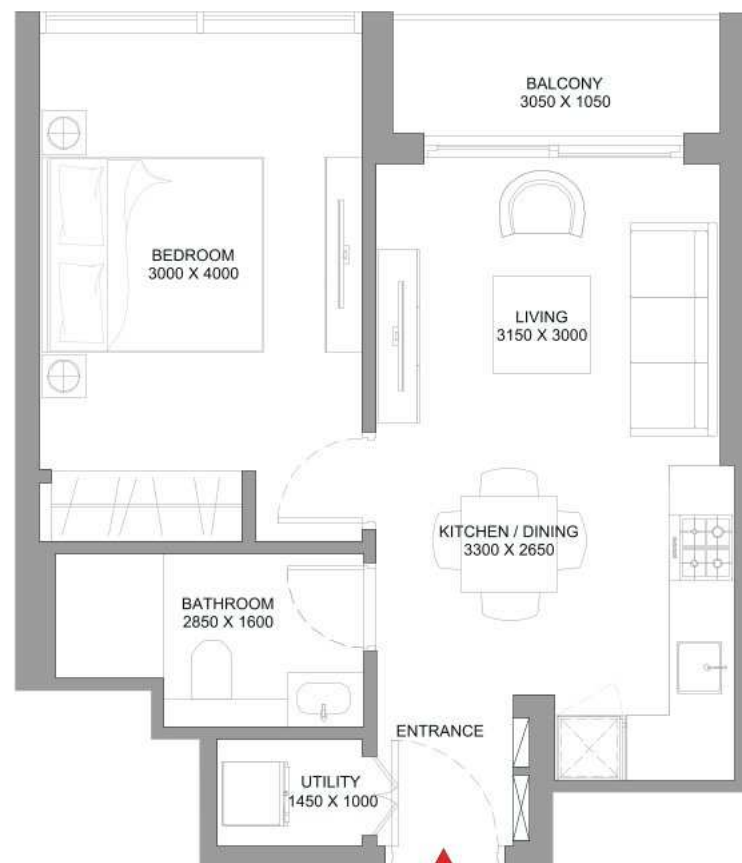 BALCONY
3050 X 1050
BEDROOM
3000 X 4000
LIVING
3150 X 3000
KITCHEN / DINING
3300 X 2650
BATHROOM
2850 X 1600
ENTRANCE
UTILITY
1450 X 1000